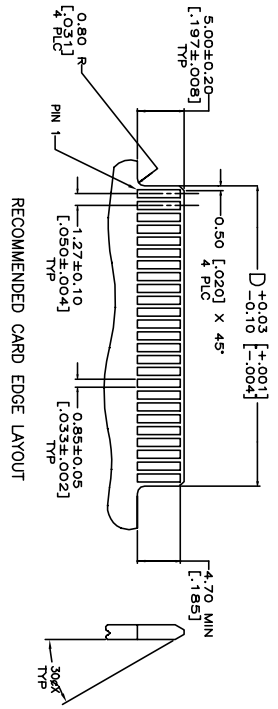 5.00±0.20
[.197±.008]
TYP
0.80 R
[.031]
4 PLC
PIN 1
D +0.03 [+.001]
-0.10 [-.004]
0.50 [.020] X 45°
4 PLC
1.27±0.10
[.050±.004]
TYP
0.85±0.05
[.033±.002]
TYP
4.70 MIN
[.185]
TYP
RECOMMENDED CARD EDGE LAYOUT